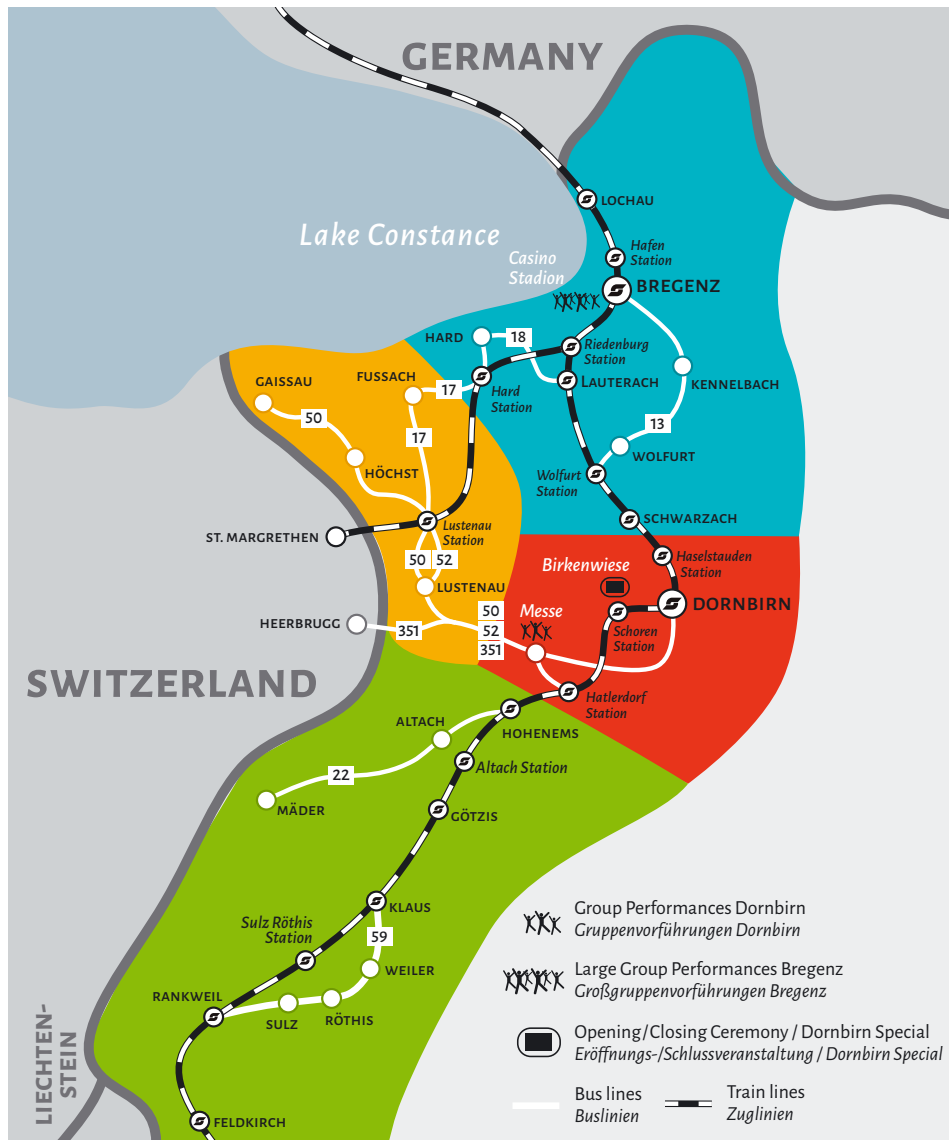 GERMANY
LOCHAU
Lake Constance
Hafen
Station
Casino
Stadion
BREGENZ
HARD
18
Riedenburg
Station
GAISSAU
FUSSACH
17
Hard
Station
LAUTERACH
KENNELBACH
50
17
13
HÖCHST
WOLFURT
Wolfurt
Station
ST. MARGRETHEN
Lustenau
Station
SCHWARZACH
50
52
Birkenwiese
Haselstauden
Station
LUSTENAU
HEERBRUGG
351
50
52
351
Messe
DORNBIRN
Schoren
Station
SWITZERLAND
Hatlerdorf
Station
ALTACH
HOHENEMS
22
Altach Station
MÄDER
GÖTZIS
KLAUS
Sulz Röthis
Station
59
WEILER
RANKWEIL
SULZ
RÖTHIS
LIECHTEN-
STEIN
FELDKIRCH
Group Performances Dornbirn
Gruppenvorführungen Dornbirn
Large Group Performances Bregenz
Großgruppenvorführungen Bregenz
Opening/Closing Ceremony / Dornbirn Special
Eröffnungs-/Schlussveranstaltung / Dornbirn Special
Bus lines
Buslinien
Train lines
Zuglinien